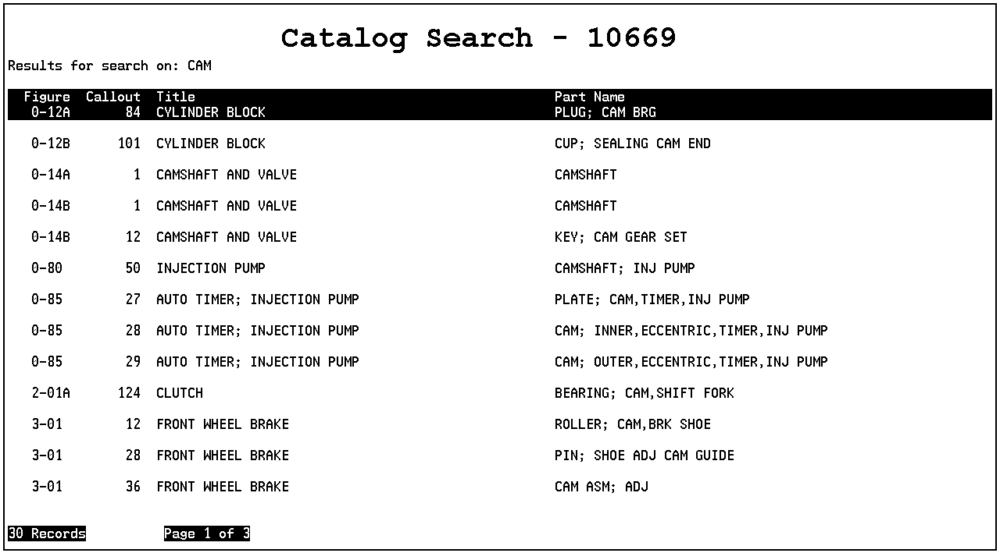 Catalog Search - 10669
Results for search on: CAM
Figure Callout Title Part Name
0-12A 84 CYLINDER BLOCK PLUG; CAM BRG
0-12B 101 CYLINDER BLOCK CUP; SEALING CAM END
0-14A 1 CAMSHAFT AND VALVE CAMSHAFT
0-14B 1 CAMSHAFT AND VALVE CAMSHAFT
0-14B 12 CAMSHAFT AND VALVE KEY; CAM GEAR SET
0-80 50 INJECTION PUMP CAMSHAFT; INJ PUMP
0-85 27 AUTO TIMER; INJECTION PUMP PLATE; CAM,TIMER,INJ PUMP
0-85 28 AUTO TIMER; INJECTION PUMP CAM; INNER,ECCENTRIC,TIMER,INJ PUMP
0-85 29 AUTO TIMER; INJECTION PUMP CAM; OUTER,ECCENTRIC,TIMER,INJ PUMP
2-01A 124 CLUTCH BEARING; CAM,SHIFT FORK
3-01 12 FRONT WHEEL BRAKE ROLLER; CAM,BRK SHOE
3-01 28 FRONT WHEEL BRAKE PIN; SHOE ADJ CAM GUIDE
3-01 36 FRONT WHEEL BRAKE CAM ASM; ADJ
30 Records Page 1 of 3